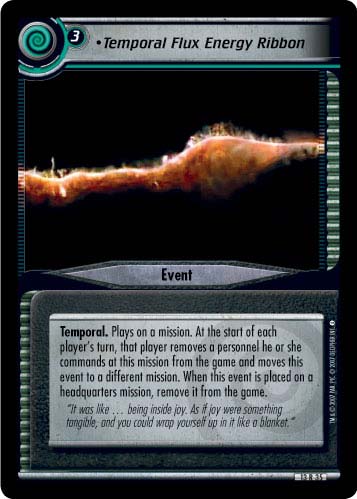 3
•Temporal Flux Energy Ribbon
Event
Temporal. Plays on a mission. At the start of each
player's turn, that player removes a personnel he or she
commands at this mission from the game and moves this
event to a different mission. When this event is placed on a
headquarters mission, remove it from the game.
"It was like … being inside joy. As if joy were something
tangible, and you could wrap yourself up in it like a blanket."
13 R 35